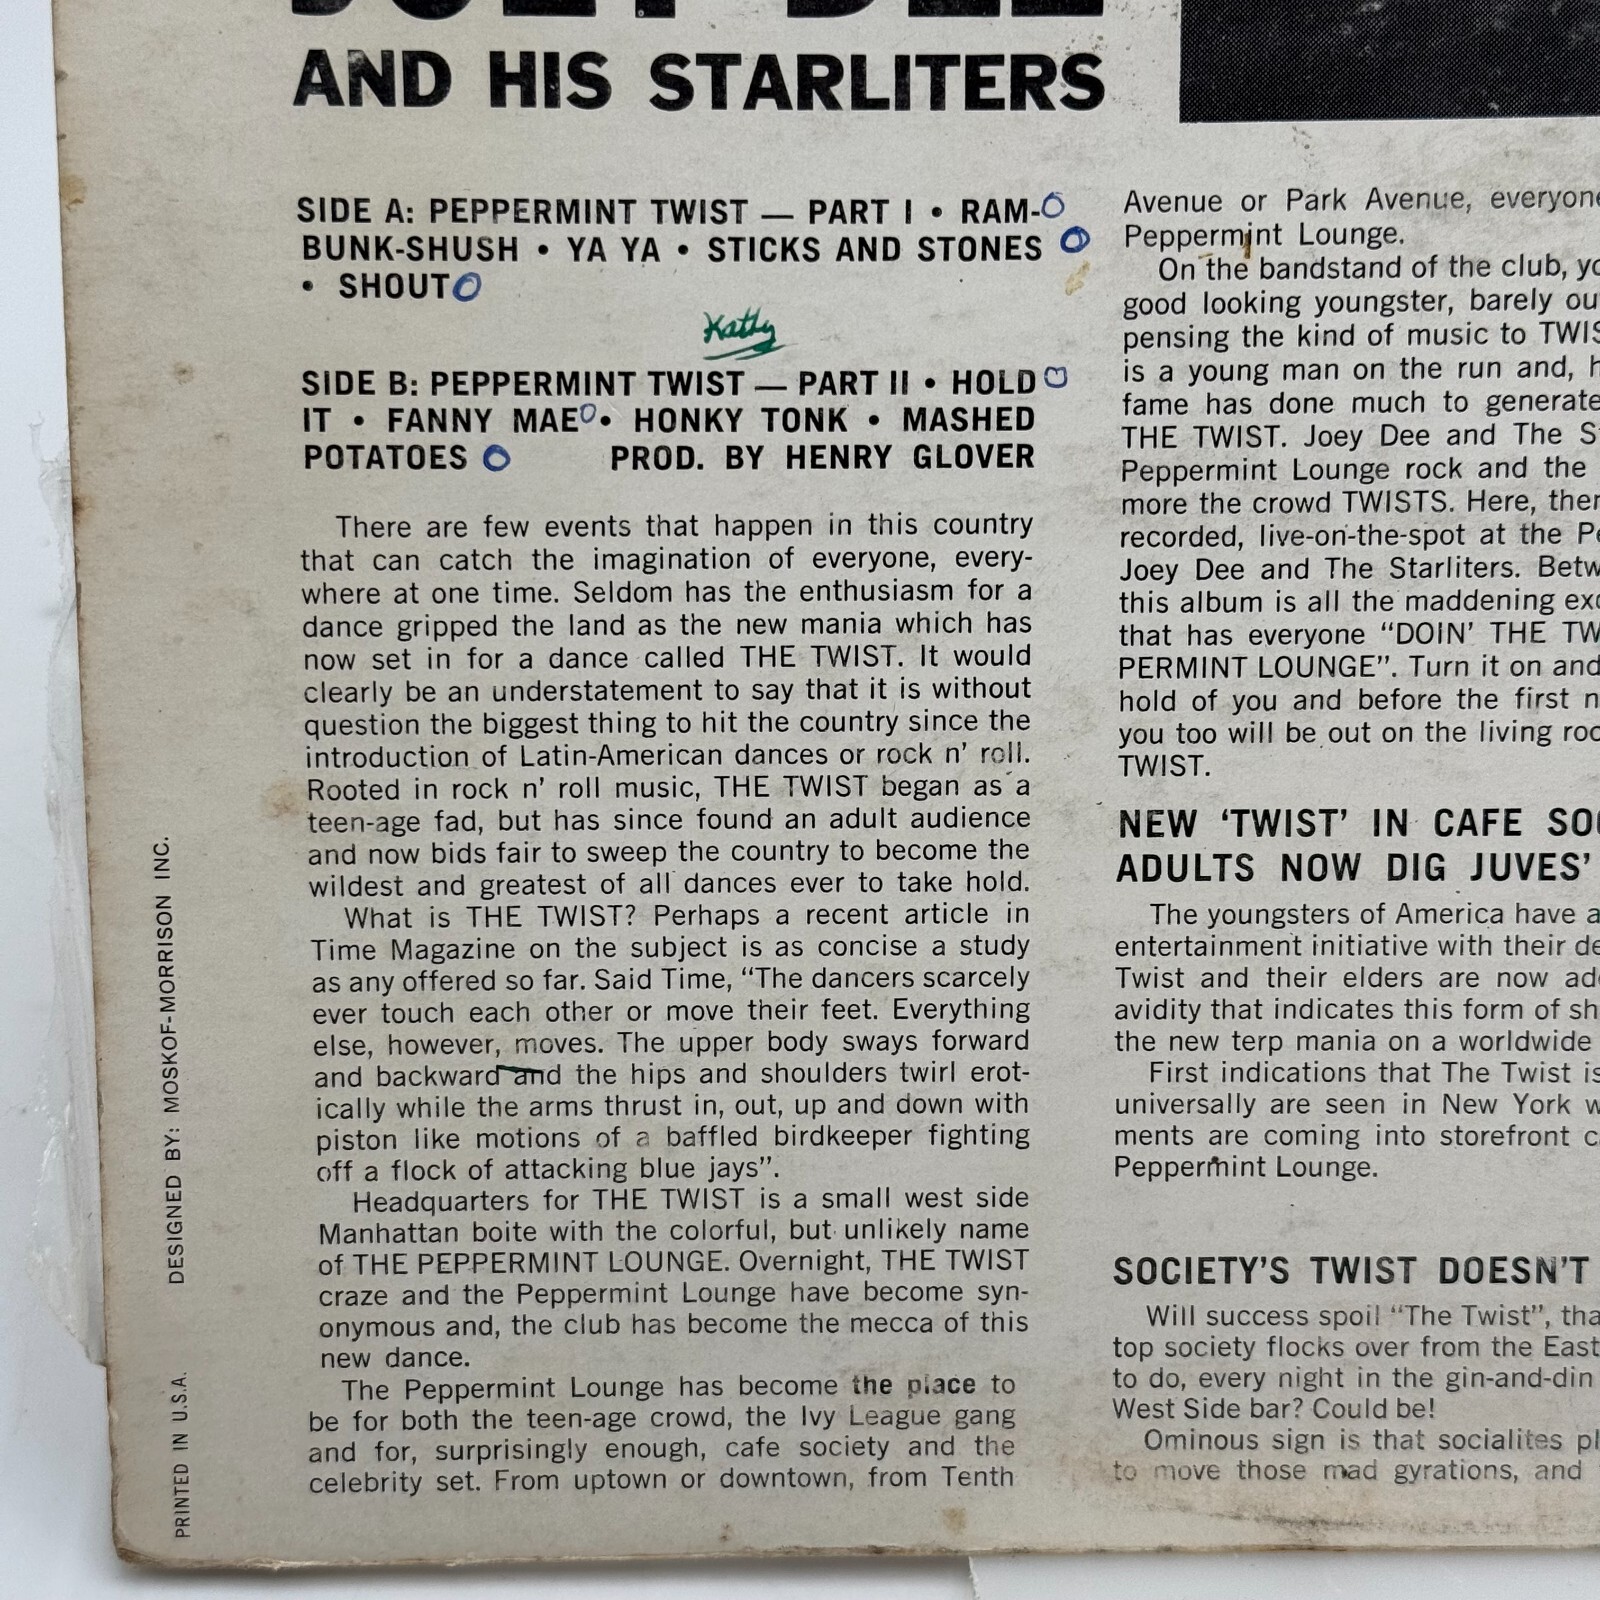 JOEY DEE
AND HIS STARLITERS
SIDE A: PEPPERMINT TWIST — PART I • RAM-
BUNK-SHUSH • YA YA • STICKS AND STONES
• SHOUT
Kathy
SIDE B: PEPPERMINT TWIST — PART II • HOLD
IT • FANNY MAE • HONKY TONK • MASHED
POTATOES PROD. BY HENRY GLOVER
There are few events that happen in this country
that can catch the imagination of everyone, every-
where at one time. Seldom has the enthusiasm for a
dance gripped the land as the new mania which has
now set in for a dance called THE TWIST. It would
clearly be an understatement to say that it is without
question the biggest thing to hit the country since the
introduction of Latin-American dances or rock n' roll.
Rooted in rock n' roll music, THE TWIST began as a
teen-age fad, but has since found an adult audience
and now bids fair to sweep the country to become the
wildest and greatest of all dances ever to take hold.
What is THE TWIST? Perhaps a recent article in
Time Magazine on the subject is as concise a study
as any offered so far. Said Time, “The dancers scarcely
ever touch each other or move their feet. Everything
else, however, moves. The upper body sways forward
and backward and the hips and shoulders twirl erot-
ically while the arms thrust in, out, up and down with
piston like motions of a baffled birdkeeper fighting
off a flock of attacking blue jays”.
Headquarters for THE TWIST is a small west side
Manhattan boite with the colorful, but unlikely name
of THE PEPPERMINT LOUNGE. Overnight, THE TWIST
craze and the Peppermint Lounge have become syn-
onymous and, the club has become the mecca of this
new dance.
The Peppermint Lounge has become the place to
be for both the teen-age crowd, the Ivy League gang
and for, surprisingly enough, cafe society and the
celebrity set. From uptown or downtown, from Tenth
Avenue or Park Avenue, everyone
Peppermint Lounge.
On the bandstand of the club,
good looking youngster, barely
pensing the kind of music to
is a young man on the run and,
fame has done much to generate
THE TWIST. Joey Dee and The
Peppermint Lounge rock and the
more the crowd TWISTS. Here,
recorded, live-on-the-spot at the
Joey Dee and The Starliters.
this album is all the maddening
that has everyone “DOIN' THE
PERMINT LOUNGE”. Turn it on and
hold of you and before the first
you too will be out on the living
TWIST.
NEW ‘TWIST’ IN CAFE
ADULTS NOW DIG JUVES’
The youngsters of America have
entertainment initiative with their
Twist and their elders are now
avidity that indicates this form of
the new terp mania on a worldwide
First indications that The Twist is
universally are seen in New York
ments are coming into storefront
Peppermint Lounge.
SOCIETY'S TWIST DOESN'T
Will success spoil “The Twist”,
top society flocks over from the East
to do, every night in the gin-and-din
West Side bar? Could be!
Ominous sign is that socialites
to move those mad gyrations, and
DESIGNED BY: MOSKOF-MORRISON INC.
PRINTED IN U.S.A.